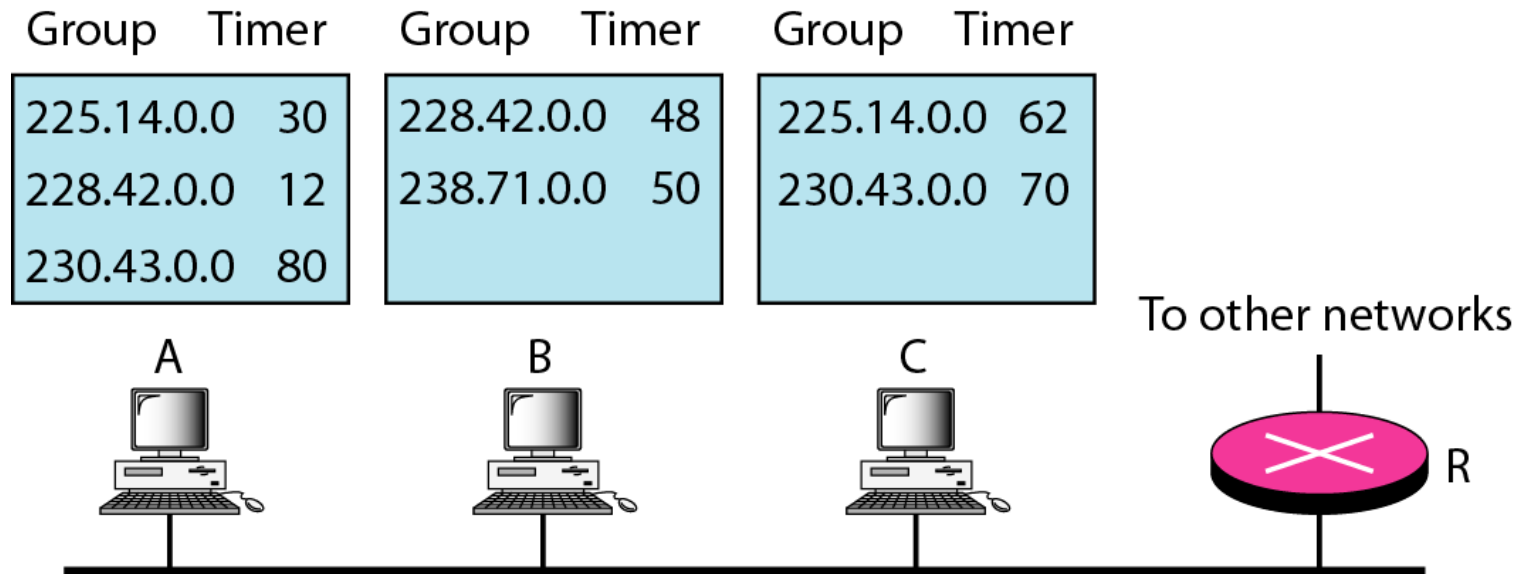 Group Timer Group Timer Group Timer
225.14.0.0 30 228.42.0.0 48 225.14.0.0 62
228.42.0.0 12 238.71.0.0 50 230.43.0.0 70
230.43.0.0 80
To other networks
A B C
R